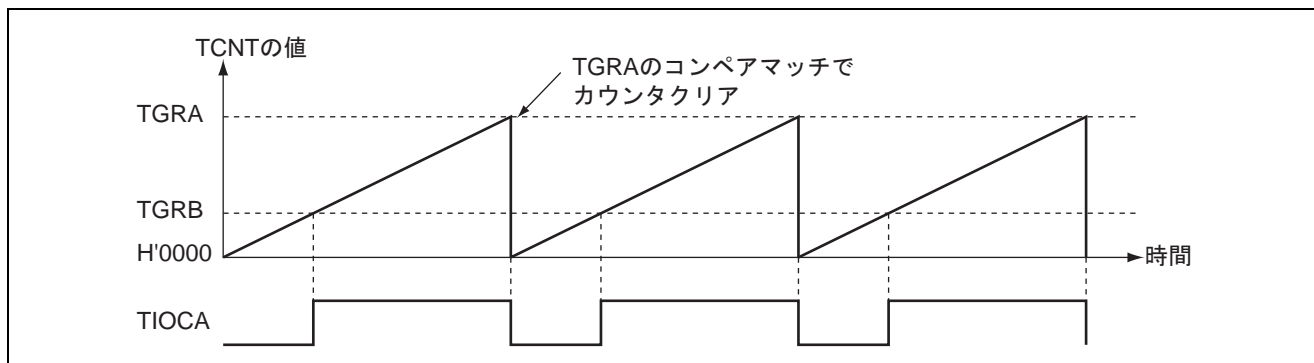 TCNTの値
TGRAのコンペアマッチで
カウンタクリア
TGRA
TGRB
H'0000
時間
TIOCA